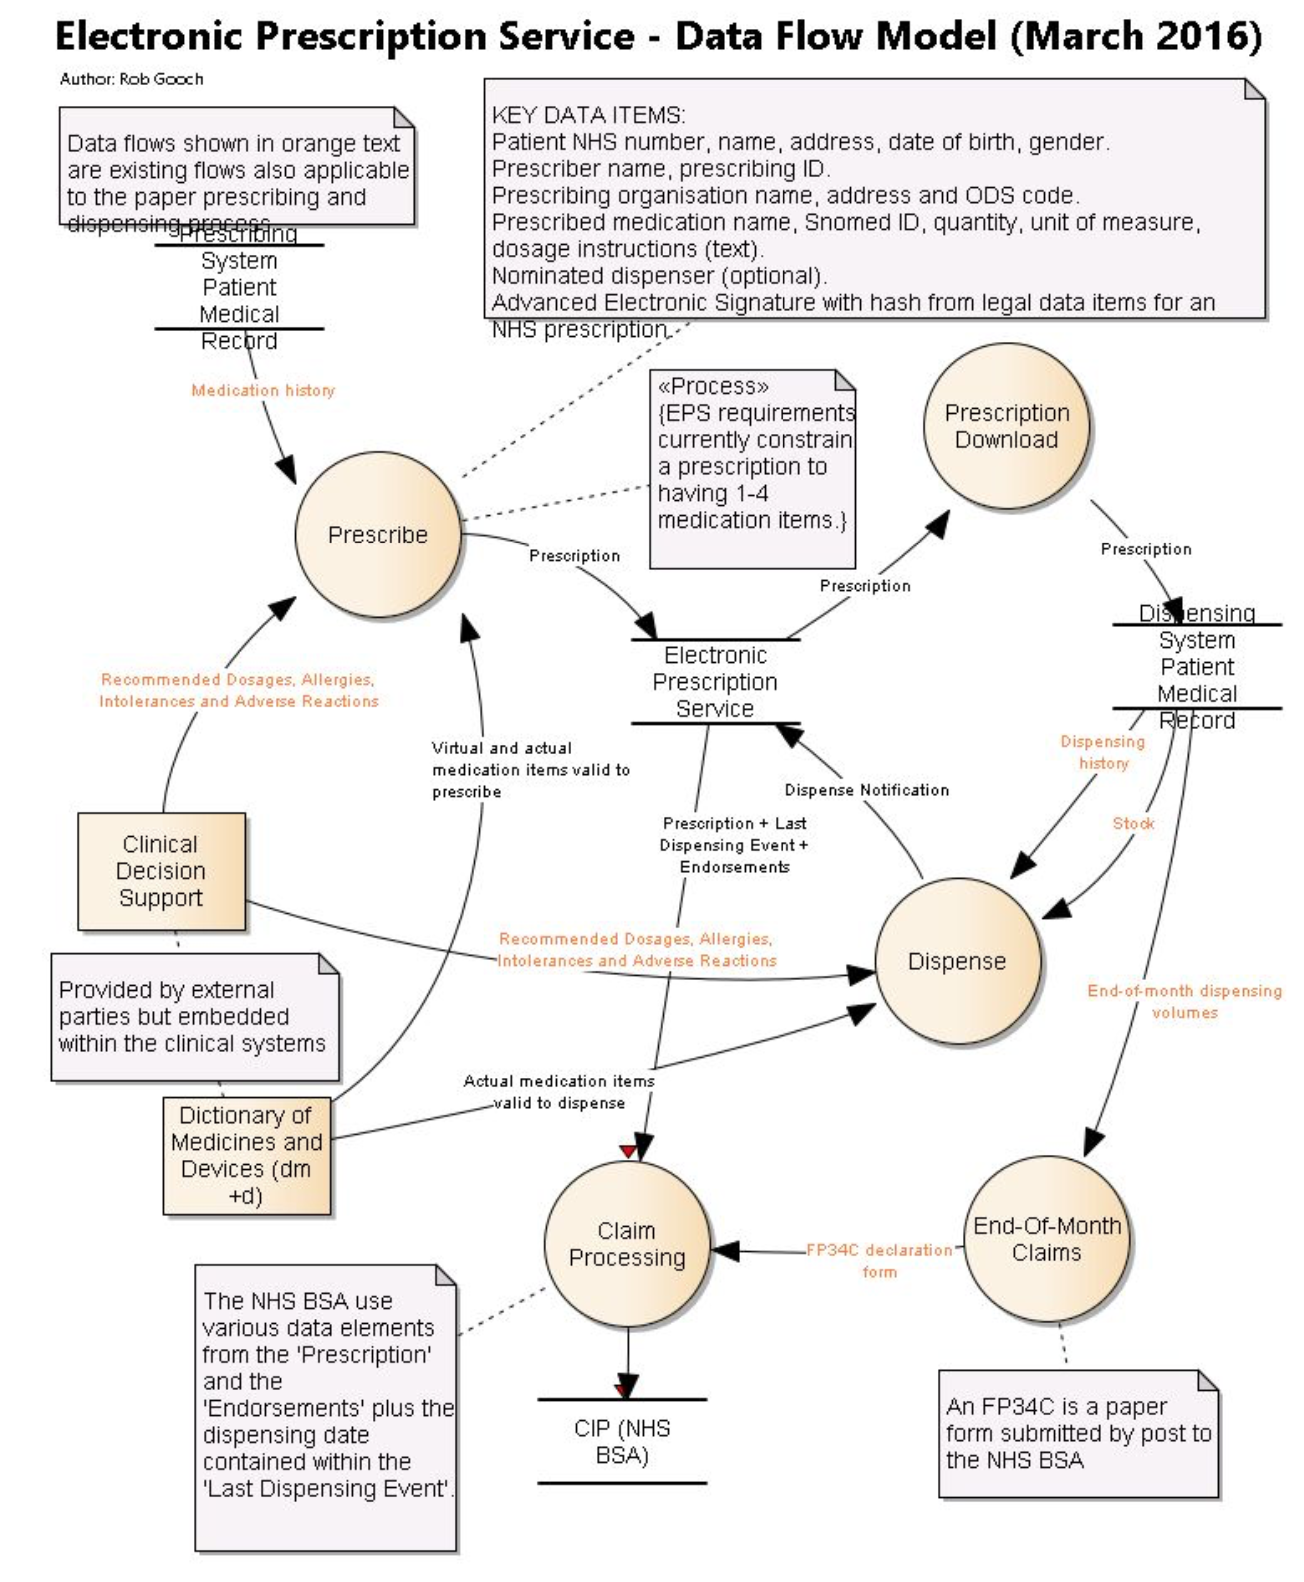 Electronic Prescription Service - Data Flow Model (March 2016)
Author: Rob Gooch
Data flows shown in orange text
are existing flows also applicable
to the paper prescribing and
dispensing process
KEY DATA ITEMS:
Patient NHS number, name, address, date of birth, gender.
Prescriber name, prescribing ID.
Prescribing organisation name, address and ODS code.
Prescribed medication name, Snomed ID, quantity, unit of measure,
dosage instructions (text).
Nominated dispenser (optional).
Advanced Electronic Signature with hash from legal data items for an
NHS prescription.
Prescribing
System
Patient
Medical
Record
Medication history
«Process»
{EPS requirements
currently constrain
a prescription to
having 1-4
medication items.}
Prescription
Download
Prescribe
Prescription
Prescription
Prescription
Dispensing
System
Patient
Medical
Record
Electronic
Prescription
Service
Recommended Dosages, Allergies,
Intolerances and Adverse Reactions
Virtual and actual
medication items valid to
prescribe
Dispensing
history
Stock
Dispense Notification
Prescription + Last
Dispensing Event +
Endorsements
Clinical
Decision
Support
Recommended Dosages, Allergies,
Intolerances and Adverse Reactions
Dispense
End-of-month dispensing
volumes
Provided by external
parties but embedded
within the clinical systems
Actual medication items
valid to dispense
Dictionary of
Medicines and
Devices (dm
+d)
Claim
Processing
FP34C declaration
form
End-Of-Month
Claims
The NHS BSA use
various data elements
from the 'Prescription'
and the
'Endorsements' plus the
dispensing date
contained within the
'Last Dispensing Event'.
CIP (NHS
BSA)
An FP34C is a paper
form submitted by post to
the NHS BSA